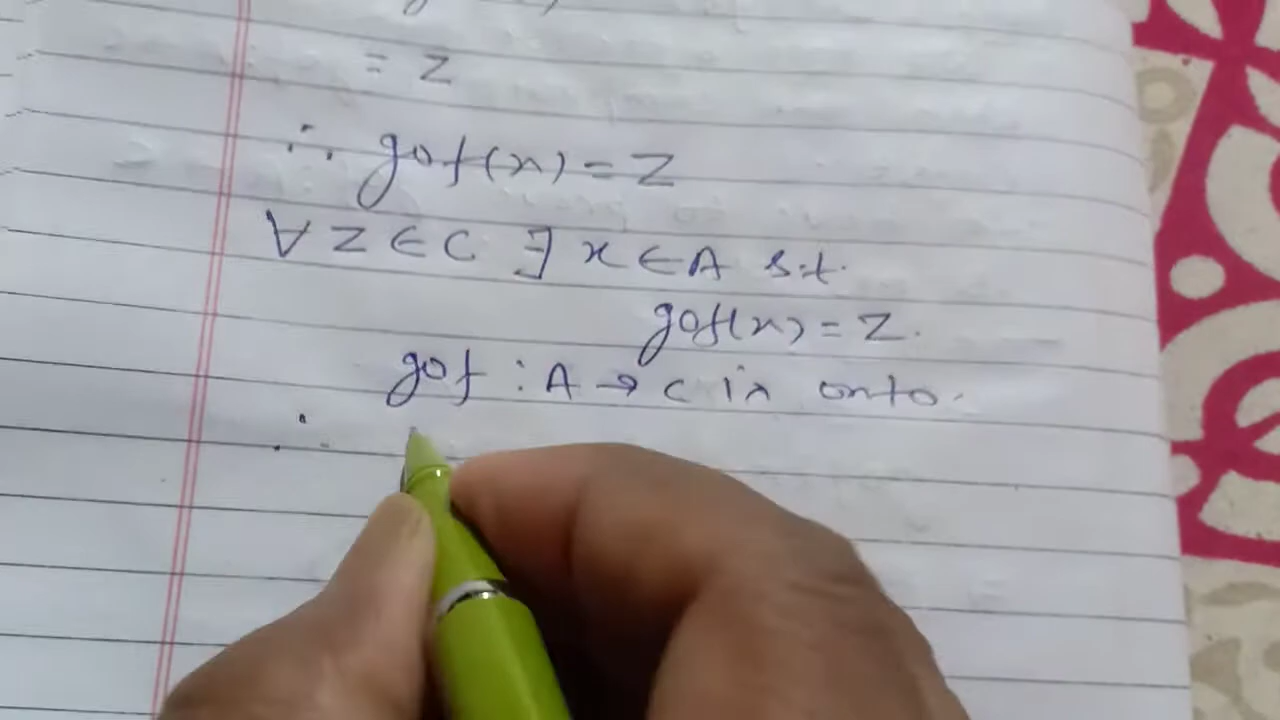 = Z
∴ gof(x) = Z
∀ Z ∈ C ∃ x ∈ A s.t.
gof(x) = Z.
gof : A → C is onto.
∴